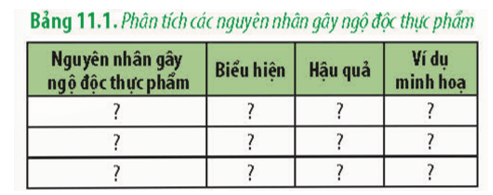 Bảng 11.1. Phân tích các nguyên nhân gây ngộ độc thực phẩm
Nguyên nhân gây ngộ độc thực phẩm | Biểu hiện | Hậu quả | Ví dụ minh hoạ
? ? ? ?
? ? ? ?
? ? ? ?